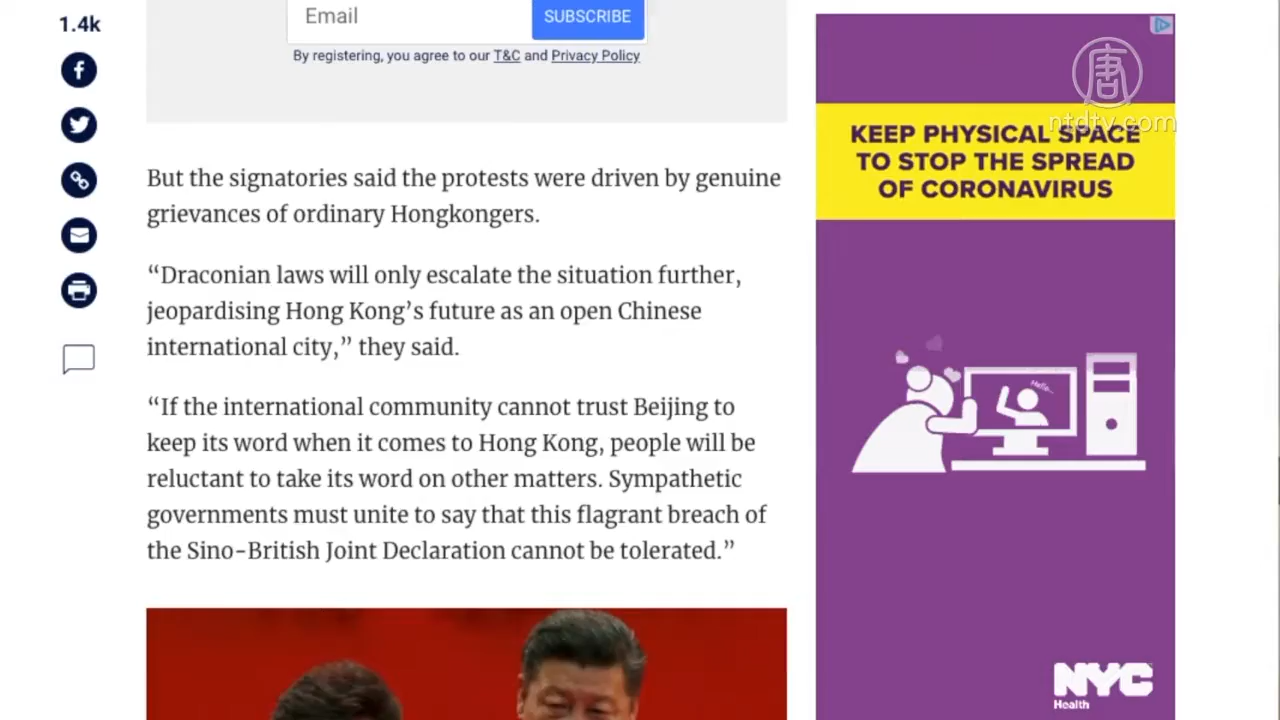 1.4k
Email
SUBSCRIBE
By registering, you agree to our T&C and Privacy Policy
But the signatories said the protests were driven by genuine
grievances of ordinary Hongkongers.
“Draconian laws will only escalate the situation further,
jeopardising Hong Kong’s future as an open Chinese
international city,” they said.
“If the international community cannot trust Beijing to
keep its word when it comes to Hong Kong, people will be
reluctant to take its word on other matters. Sympathetic
governments must unite to say that this flagrant breach of
the Sino-British Joint Declaration cannot be tolerated.”
唐
ntdtv.com
KEEP PHYSICAL SPACE
TO STOP THE SPREAD
OF CORONAVIRUS
Hello...
NYC
Health